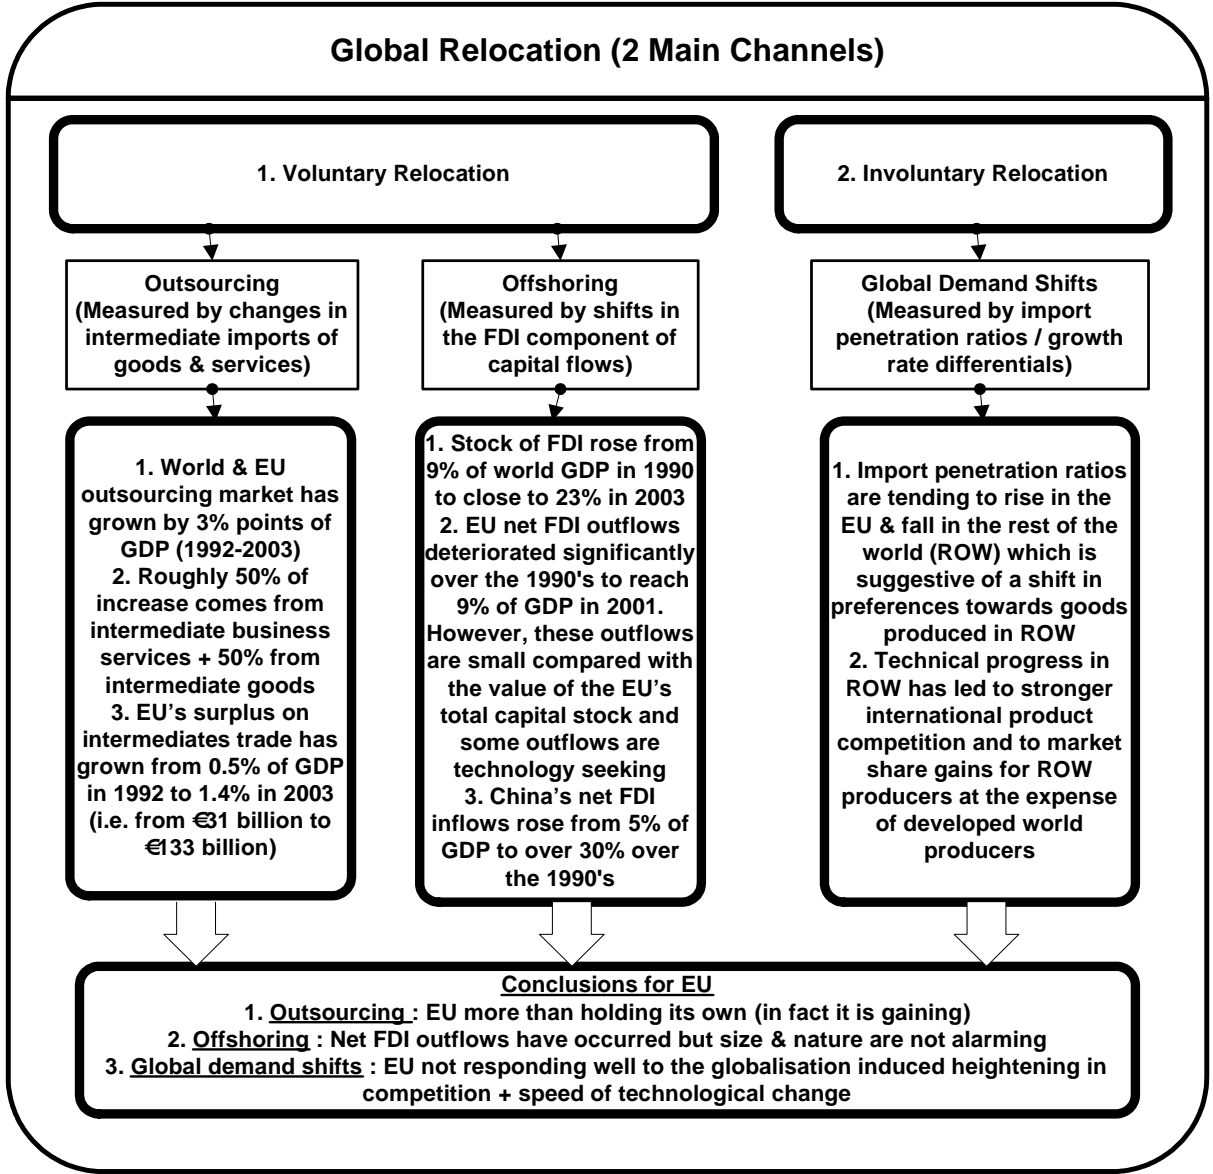 Global Relocation (2 Main Channels)
1. Voluntary Relocation
2. Involuntary Relocation
Outsourcing
(Measured by changes in
intermediate imports of
goods & services)
Offshoring
(Measured by shifts in
the FDI component of
capital flows)
Global Demand Shifts
(Measured by import
penetration ratios / growth
rate differentials)
1. World & EU
outsourcing market has
grown by 3% points of
GDP (1992-2003)
2. Roughly 50% of
increase comes from
intermediate business
services + 50% from
intermediate goods
3. EU’s surplus on
intermediates trade has
grown from 0.5% of GDP
in 1992 to 1.4% in 2003
(i.e. from €31 billion to
€133 billion)
1. Stock of FDI rose from
9% of world GDP in 1990
to close to 23% in 2003
2. EU net FDI outflows
deteriorated significantly
over the 1990's to reach
9% of GDP in 2001.
However, these outflows
are small compared with
the value of the EU’s
total capital stock and
some outflows are
technology seeking
3. China’s net FDI
inflows rose from 5% of
GDP to over 30% over
the 1990's
1. Import penetration ratios
are tending to rise in the
EU & fall in the rest of the
world (ROW) which is
suggestive of a shift in
preferences towards goods
produced in ROW
2. Technical progress in
ROW has led to stronger
international product
competition and to market
share gains for ROW
producers at the expense
of developed world
producers
Conclusions for EU
1. Outsourcing : EU more than holding its own (in fact it is gaining)
2. Offshoring : Net FDI outflows have occurred but size & nature are not alarming
3. Global demand shifts : EU not responding well to the globalisation induced heightening in
competition + speed of technological change